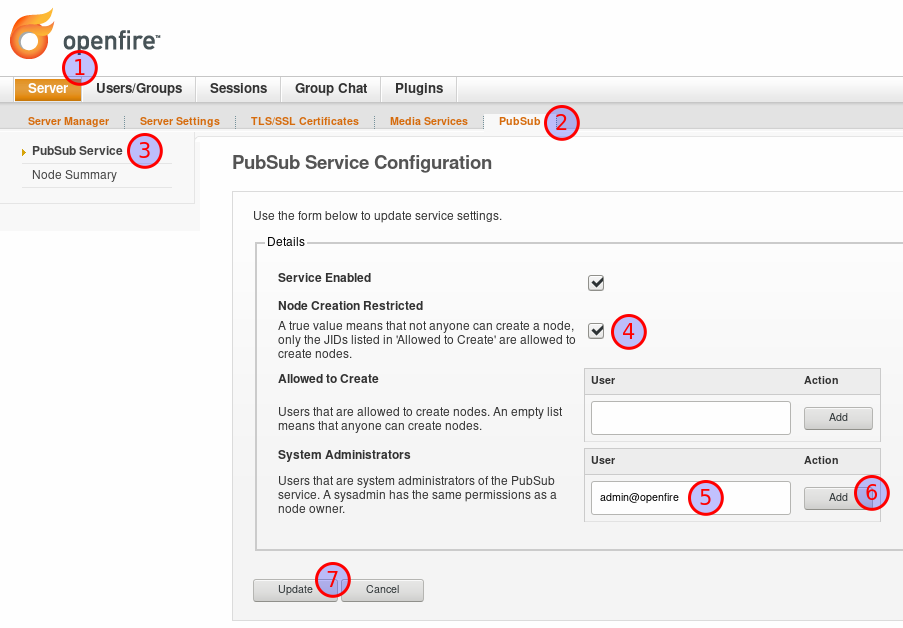 openfire™
1
Server Users/Groups Sessions Group Chat Plugins
Server Manager Server Settings TLS/SSL Certificates Media Services PubSub 2
PubSub Service 3
Node Summary
PubSub Service Configuration
Use the form below to update service settings.
Details
Service Enabled
Node Creation Restricted
A true value means that not anyone can create a node,
only the JIDs listed in 'Allowed to Create' are allowed to
create nodes.
4
Allowed to Create
User Action
Users that are allowed to create nodes. An empty list
means that anyone can create nodes.
Add
System Administrators
User Action
Users that are system administrators of the PubSub
service. A sysadmin has the same permissions as a
node owner.
admin@openfire 5 Add 6
Update 7 Cancel